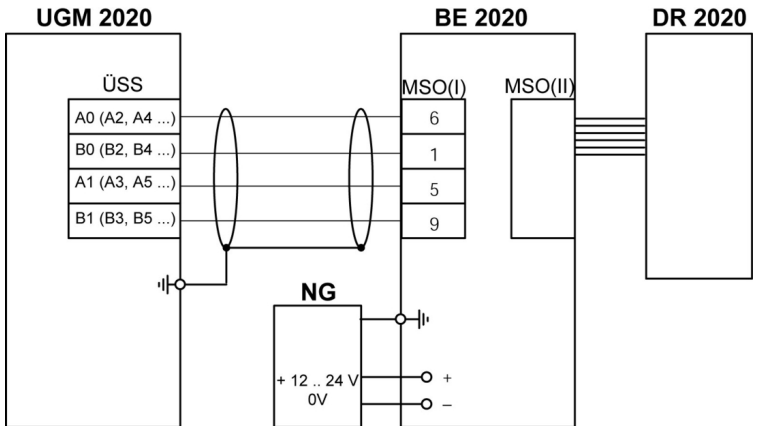 UGM 2020
BE 2020
DR 2020
ÜSS
MSO(I)
MSO(II)
A0 (A2, A4 ...)
6
B0 (B2, B4 ...)
1
A1 (A3, A5 ...)
5
B1 (B3, B5 ...)
9
NG
+ 12 .. 24 V
+
0V
–